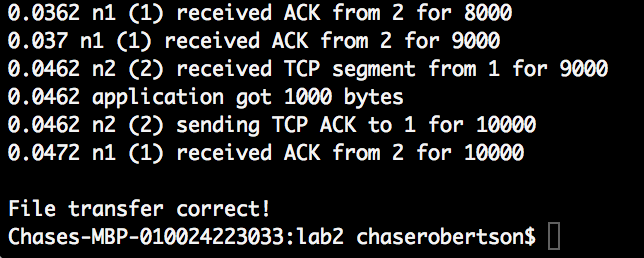 0.0362 n1 (1) received ACK from 2 for 8000
0.037 n1 (1) received ACK from 2 for 9000
0.0462 n2 (2) received TCP segment from 1 for 9000
0.0462 application got 1000 bytes
0.0462 n2 (2) sending TCP ACK to 1 for 10000
0.0472 n1 (1) received ACK from 2 for 10000
File transfer correct!
Chases-MBP-010024223033:lab2 chaserobertson$